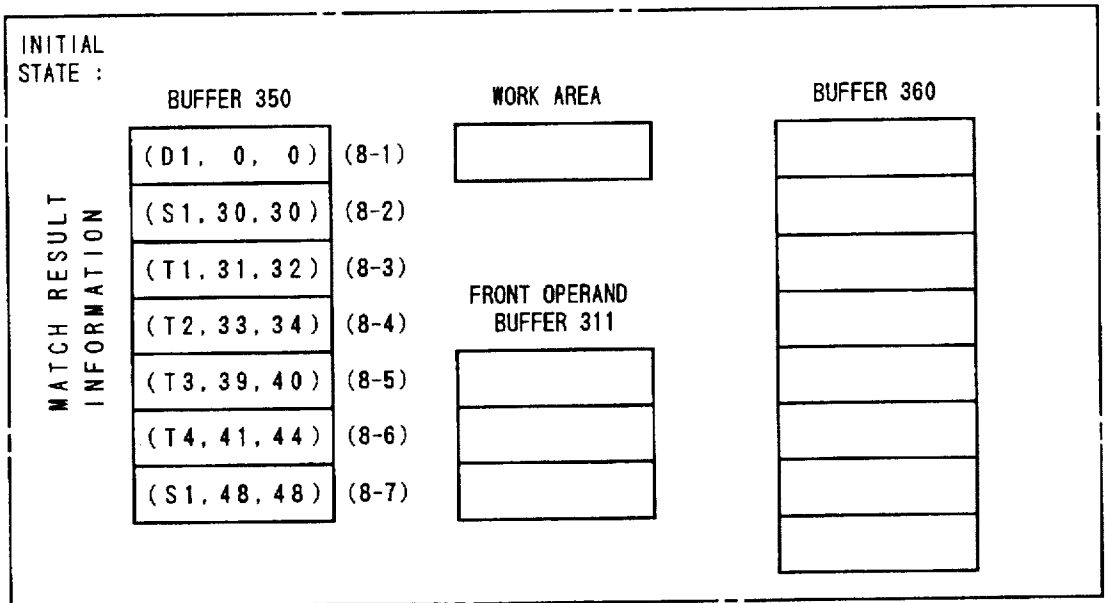 INITIAL
STATE :
BUFFER 350
WORK AREA
BUFFER 360
MATCH RESULT
INFORMATION
(D1, 0, 0) (8-1)
(S1,30,30) (8-2)
(T1,31,32) (8-3)
(T2,33,34) (8-4)
(T3,39,40) (8-5)
(T4,41,44) (8-6)
(S1,48,48) (8-7)
FRONT OPERAND
BUFFER 311